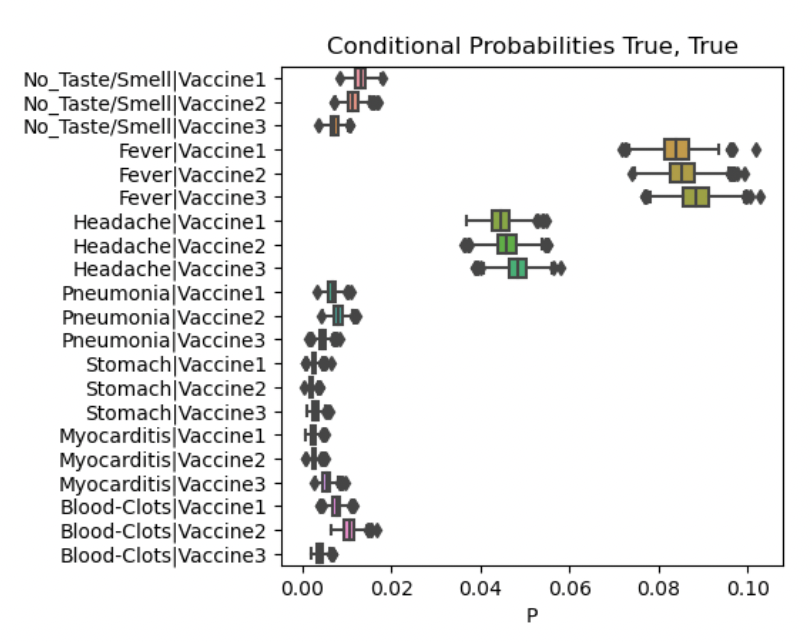 Conditional Probabilities True, True
No_Taste/Smell|Vaccine1
No_Taste/Smell|Vaccine2
No_Taste/Smell|Vaccine3
Fever|Vaccine1
Fever|Vaccine2
Fever|Vaccine3
Headache|Vaccine1
Headache|Vaccine2
Headache|Vaccine3
Pneumonia|Vaccine1
Pneumonia|Vaccine2
Pneumonia|Vaccine3
Stomach|Vaccine1
Stomach|Vaccine2
Stomach|Vaccine3
Myocarditis|Vaccine1
Myocarditis|Vaccine2
Myocarditis|Vaccine3
Blood-Clots|Vaccine1
Blood-Clots|Vaccine2
Blood-Clots|Vaccine3
0.00 0.02 0.04 0.06 0.08 0.10
P